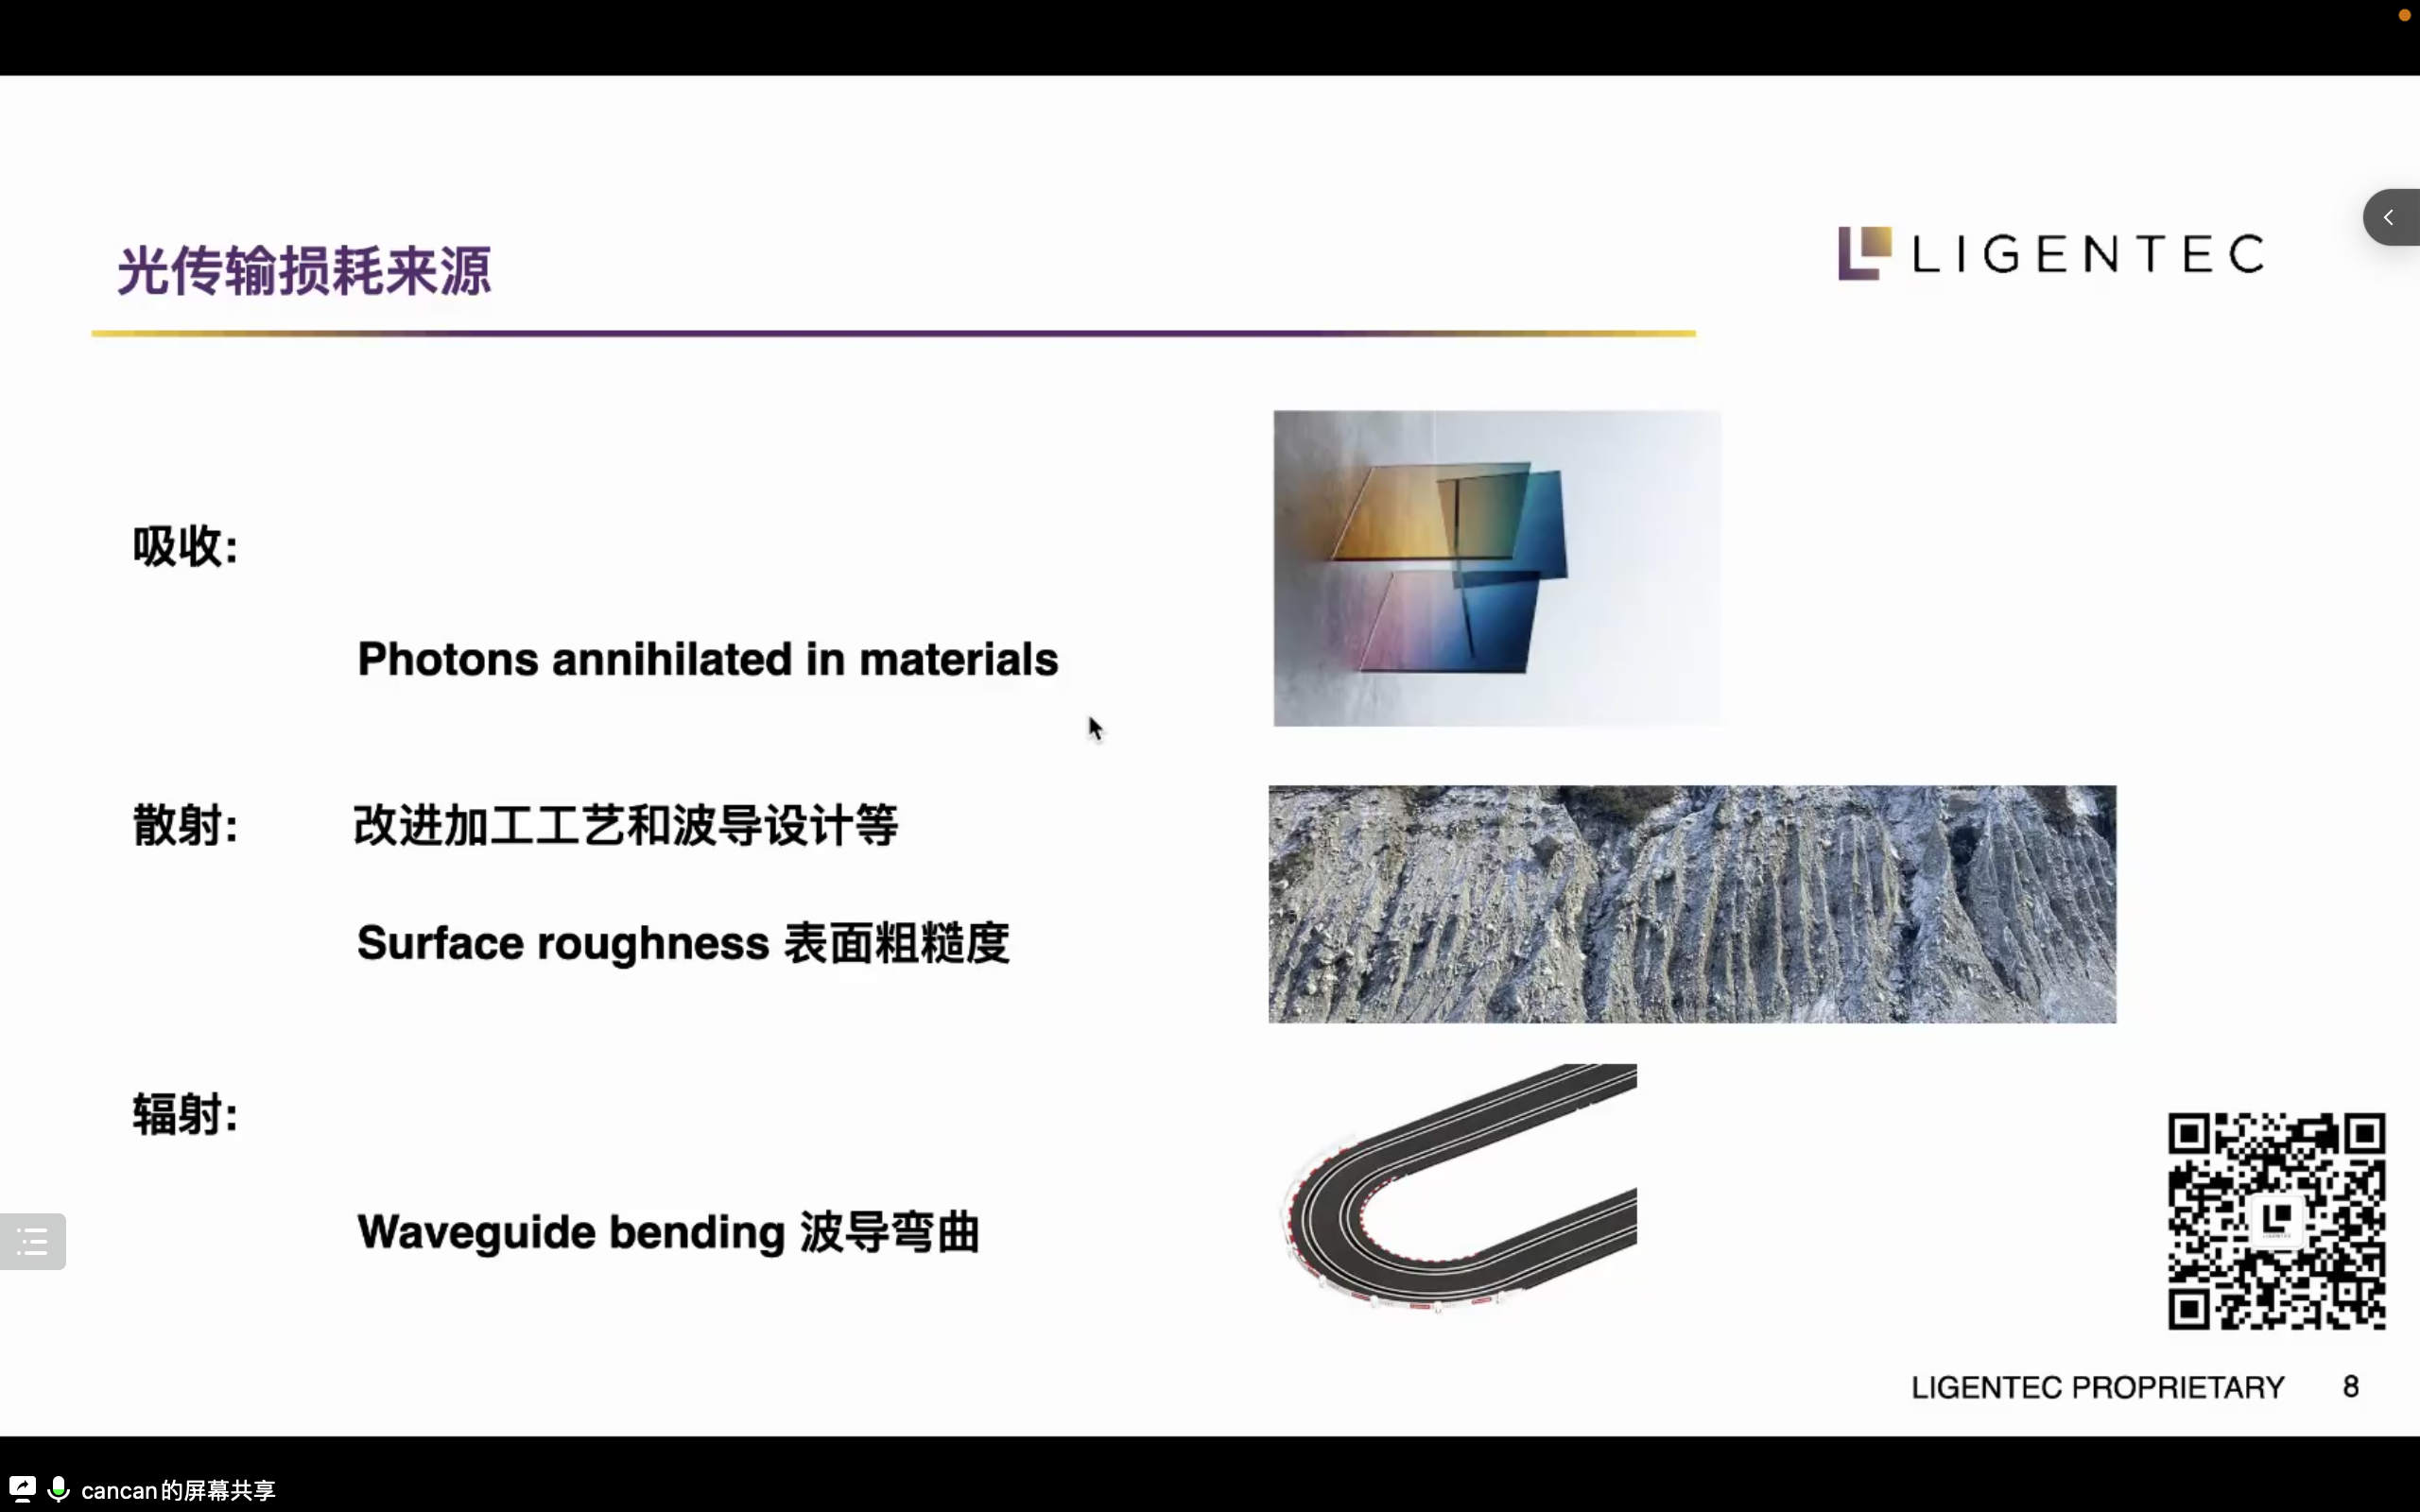 光传输损耗来源
LIGENTEC
吸收:
Photons annihilated in materials
散射: 改进加工工艺和波导设计等
Surface roughness 表面粗糙度
辐射:
Waveguide bending 波导弯曲
LIGENTEC
LIGENTEC PROPRIETARY 8
cancan的屏幕共享